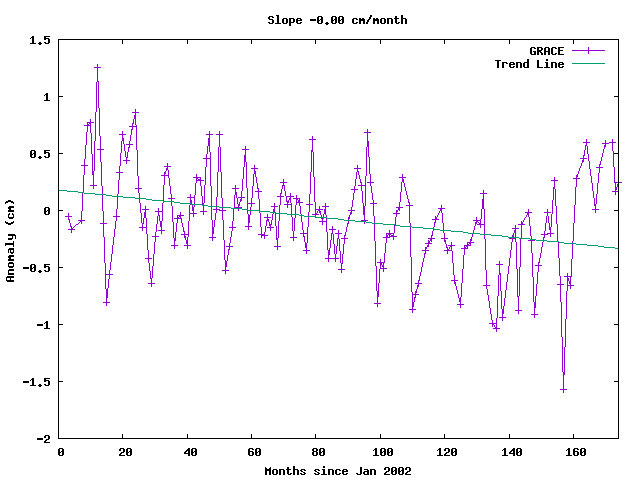 Slope -0.00 cm/month
GRACE
Trend Line
1.5
1
0.5
0
-0.5
-1
-1.5
-2
Anomaly (cm)
0 20 40 60 80 100 120 140 160
Months since Jan 2002